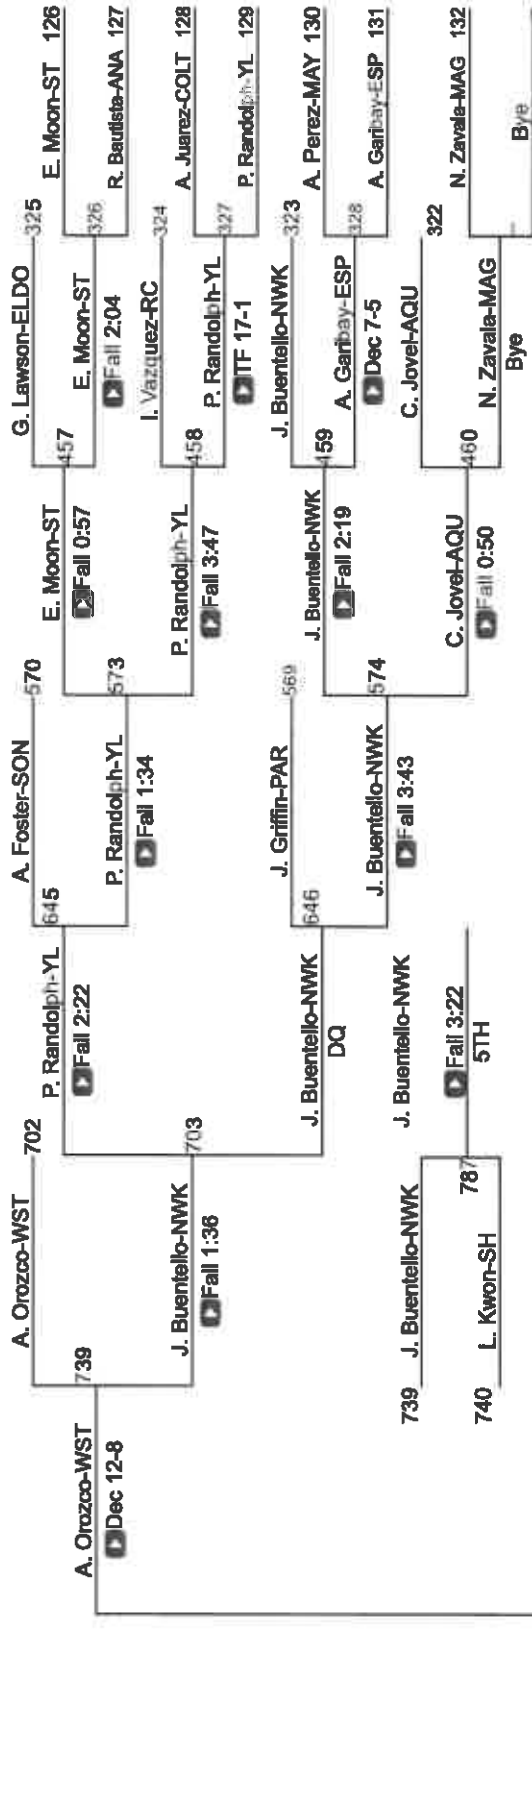 A. Orozco-WST
Dec 12-8
A. Orozco-WST 702
739
J. Buentello-NWK 703
Fall 1:36
739 J. Buentello-NWK
787
740 L. Kwon-SH
P. Randolph-YL
Fall 2:22
J. Buentello-NWK
DQ
J. Buentello-NWK
Fall 3:22
5TH
A. Foster-SON 570
645
P. Randolph-YL 573
Fall 1:34
J. Griffin-PAR 569
646
J. Buentello-NWK 574
Fall 3:43
E. Moon-ST 457
Fall 0:57
P. Randolph-YL 458
Fall 3:47
J. Buentello-NWK 459
Fall 2:19
C. Jovel-AQU 460
Fall 0:50
G. Lawson-ELDO 325
E. Moon-ST 326
Fall 2:04
I. Vazquez-RC 324
P. Randolph-YL 327
TF 17-1
J. Buentello-NWK 323
A. Garibay-ESP 328
Dec 7-5
C. Jovel-AQU 322
N. Zavala-MAG
Bye
E. Moon-ST 126
R. Bautista-ANA 127
A. Juarez-COLT 128
P. Randolph-YL 129
A. Perez-MAY 130
A. Garibay-ESP 131
N. Zavala-MAG 132
Bye